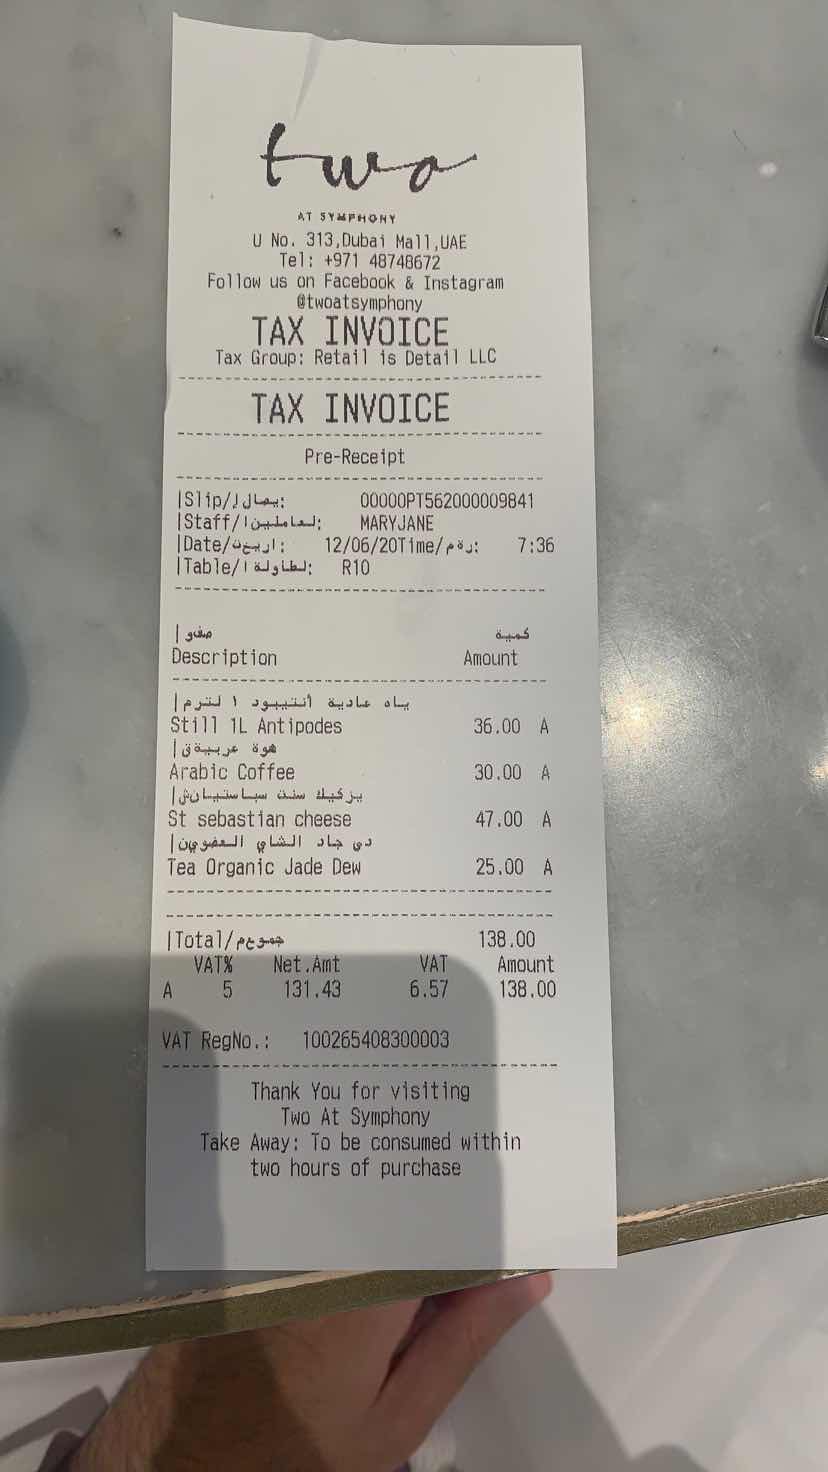 two
AT SYMPHONY
U No. 313,Dubai Mall,UAE
Tel: +971 48748672
Follow us on Facebook & Instagram
@twoatsymphony
TAX INVOICE
Tax Group: Retail is Detail LLC
TAX INVOICE
Pre-Receipt
|Slip/يصال إ: 00000PT562000009841
|Staff/لعاملين ا: MARYJANE
|Date/اريخ ت: 12/06/20Time/رقم: 7:36
|Table/لطاولة ا: R10
كمية
Description Amount
ياه عادية أنتيبود ١ لترم|
Still 1L Antipodes 36.00 A
هوة عربية ق|
Arabic Coffee 30.00 A
يزكيك سنت سباستيان ش|
St sebastian cheese 47.00 A
دي جاد الشاي العضوي ن|
Tea Organic Jade Dew 25.00 A
|Total/جموع م 138.00
VAT% Net.Amt VAT Amount
A 5 131.43 6.57 138.00
VAT RegNo.: 100265408300003
Thank You for visiting
Two At Symphony
Take Away: To be consumed within
two hours of purchase